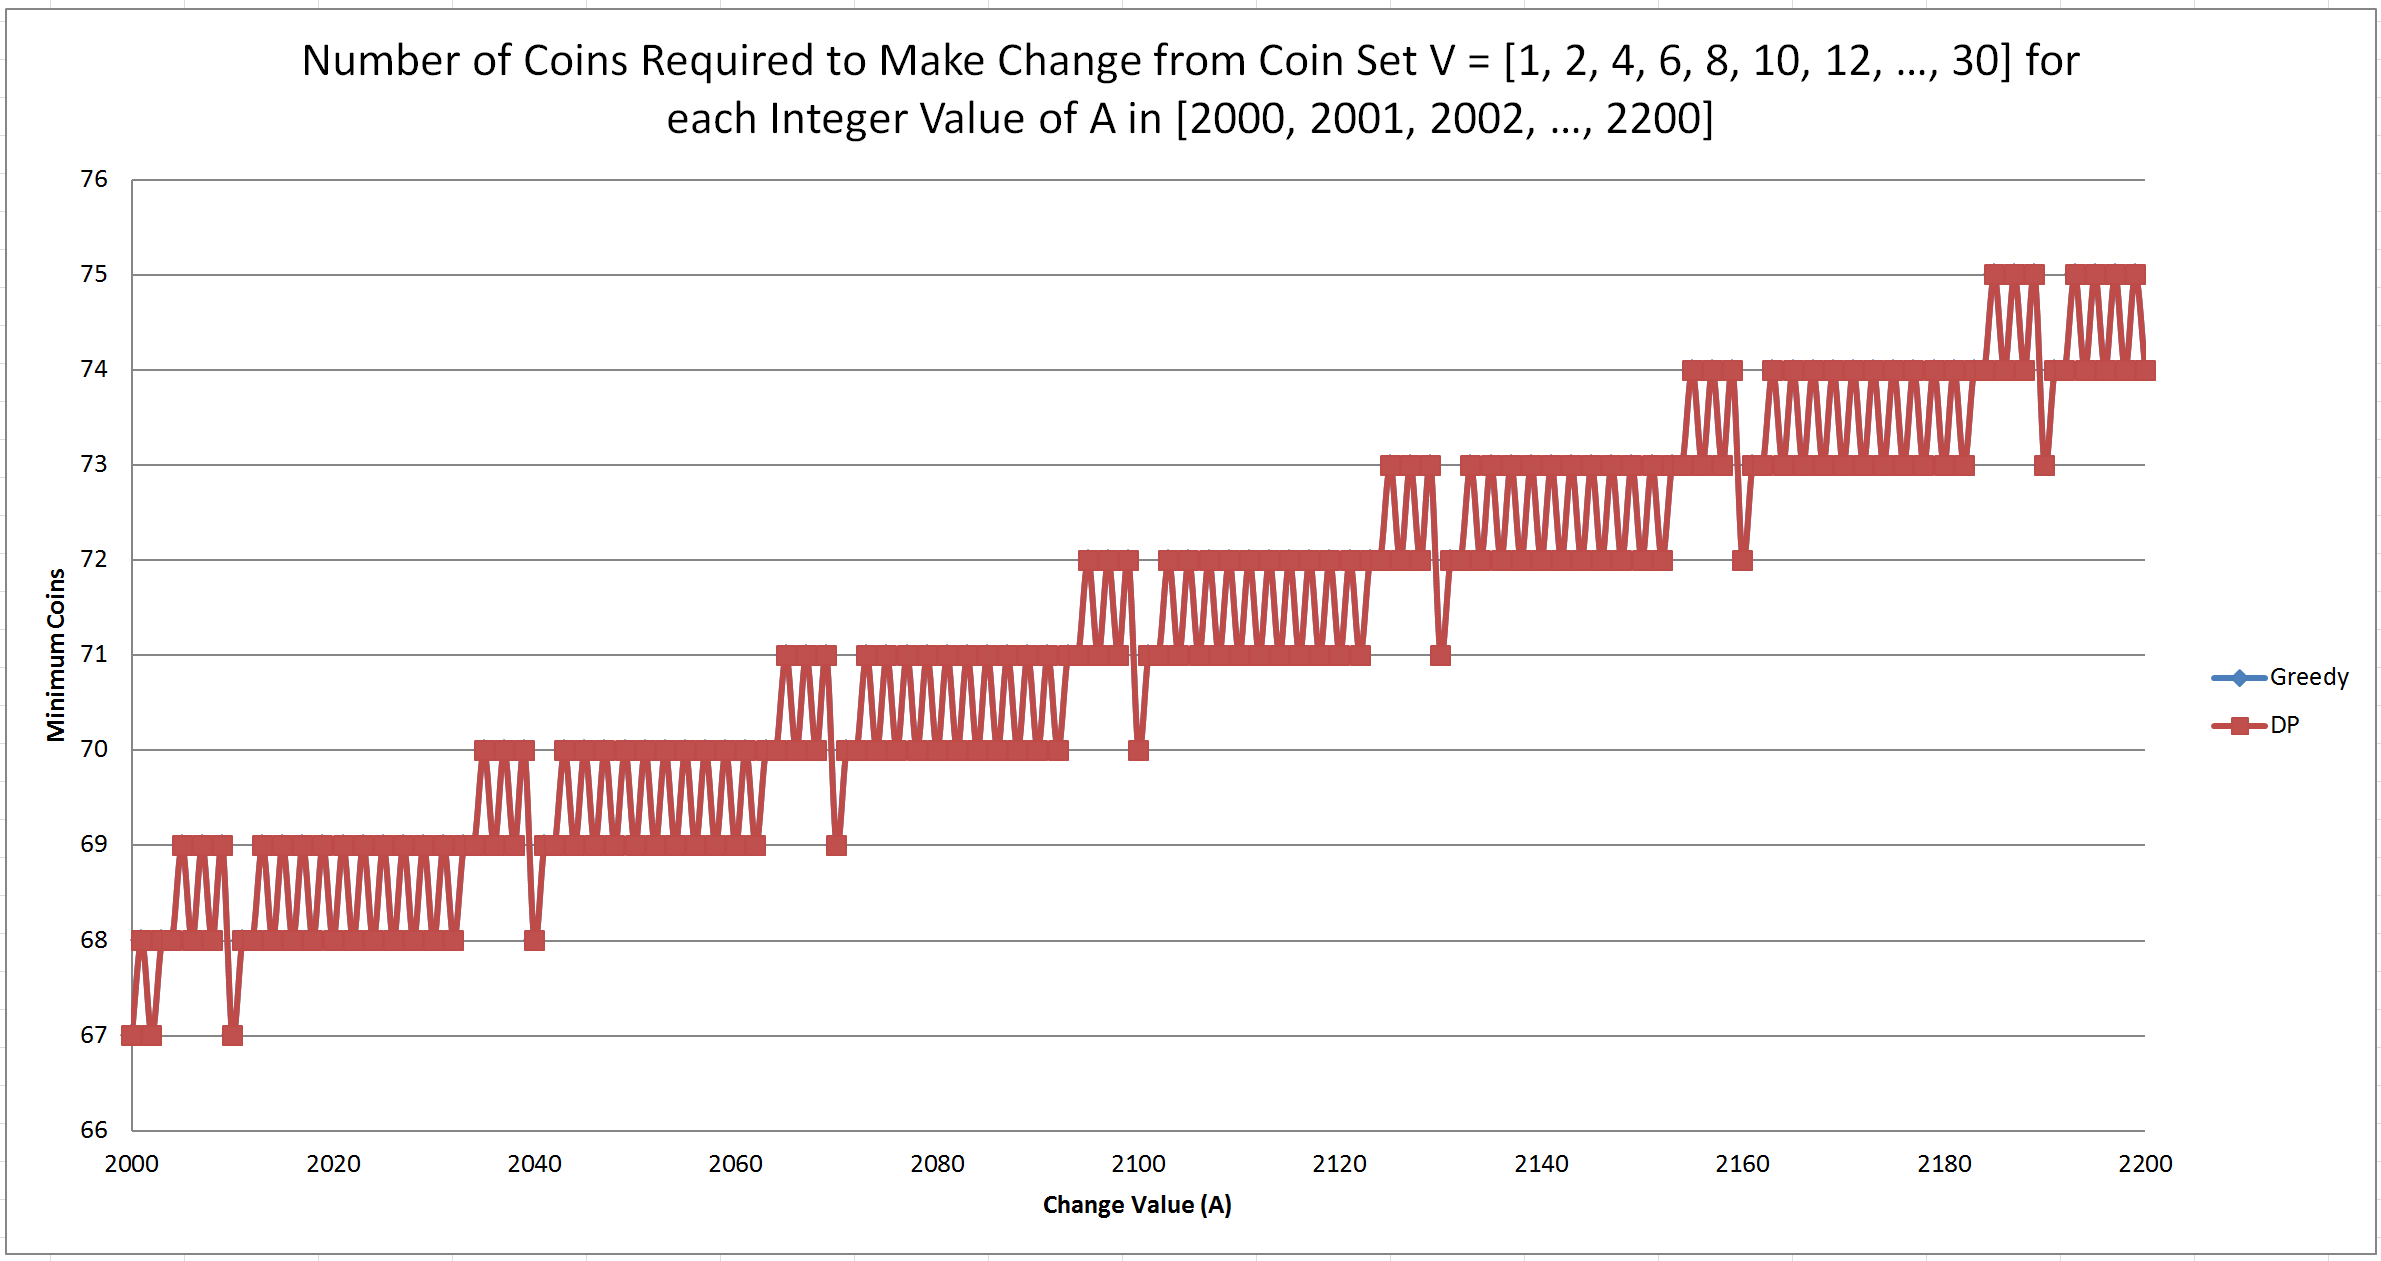 Number of Coins Required to Make Change from Coin Set V = [1, 2, 4, 6, 8, 10, 12, ..., 30] for
each Integer Value of A in [2000, 2001, 2002, ..., 2200]
76
75
74
73
72
71
70
69
68
67
66
Minimum Coins
Greedy
DP
2000 2020 2040 2060 2080 2100 2120 2140 2160 2180 2200
Change Value (A)